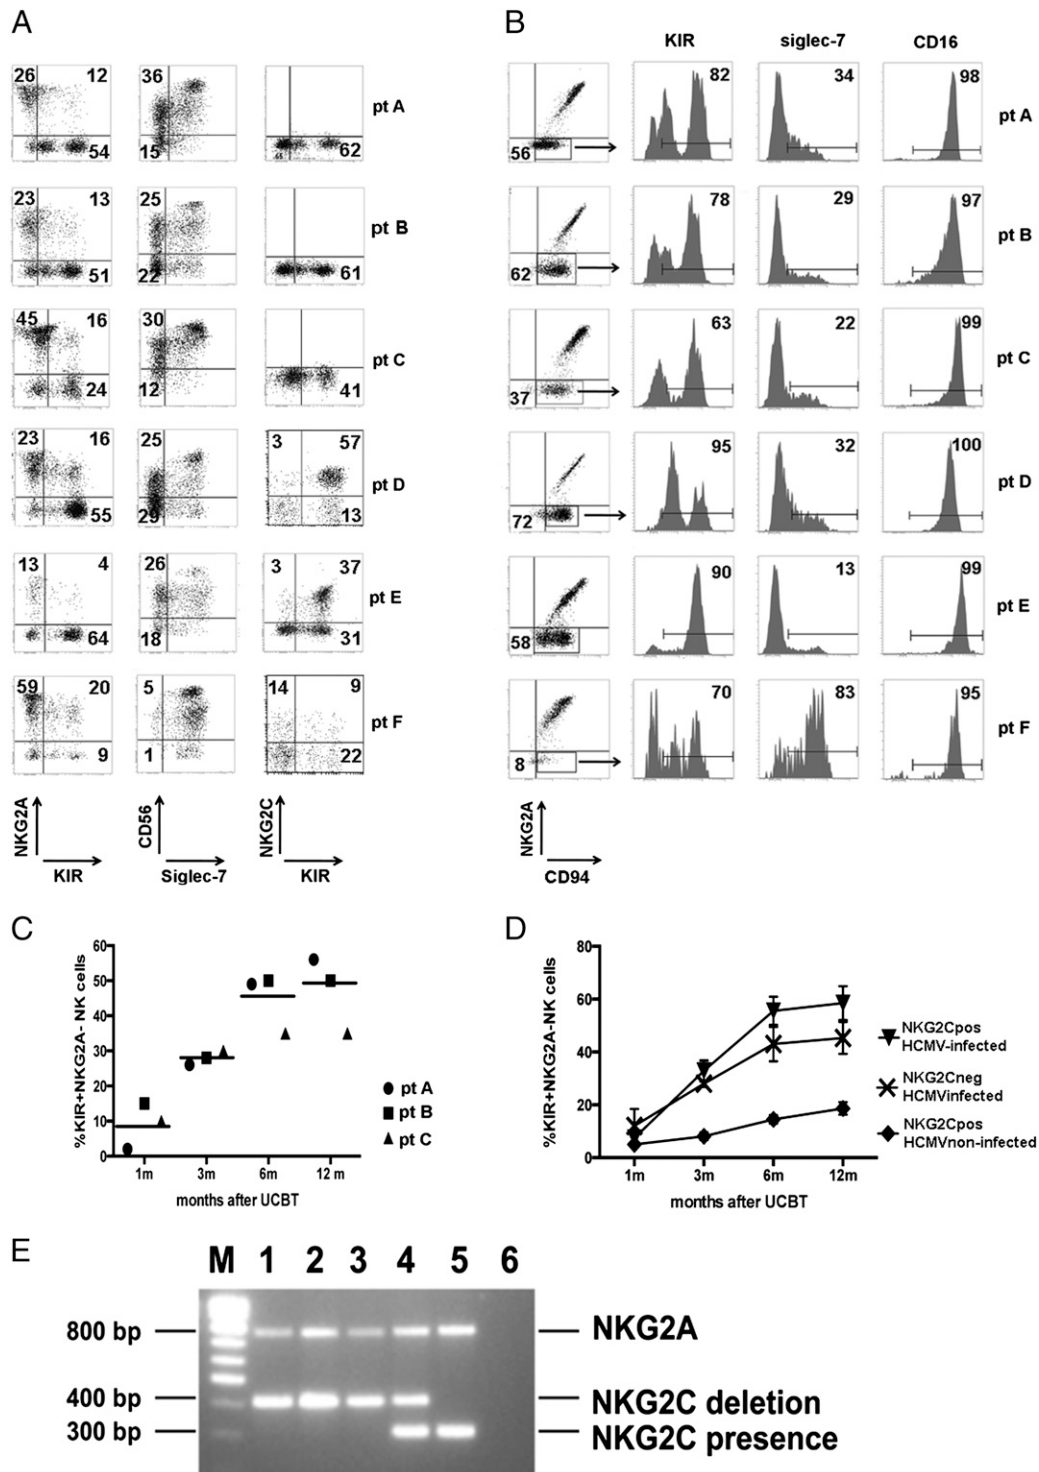 A
B
KIR siglec-7 CD16
26 12 36
54 15 62
pt A
56 82 34 98
pt A
23 13 25
51 22 61
pt B
62 78 29 97
pt B
45 16 30
24 12 41
pt C
37 63 22 99
pt C
23 16 25 3 57
55 29 13
pt D
72 95 32 100
pt D
13 4 26 3 37
64 18 31
pt E
58 90 13 99
pt E
59 20 5 14 9
9 1 22
pt F
8 70 83 95
pt F
NKG2A
KIR
CD56
Siglec-7
NKG2C
KIR
NKG2A
CD94
C
%KIR+NKG2A- NK cells
60
50
40
30
20
10
0
1m 3m 6m 12 m
months after UCBT
pt A
pt B
pt C
D
%KIR+NKG2A-NK cells
80
60
40
20
0
1m 3m 6m 12m
months after UCBT
NKG2Cpos
HCMV-infected
NKG2Cneg
HCMVinfected
NKG2Cpos
HCMVnon-infected
E
M 1 2 3 4 5 6
800 bp NKG2A
400 bp NKG2C deletion
300 bp NKG2C presence